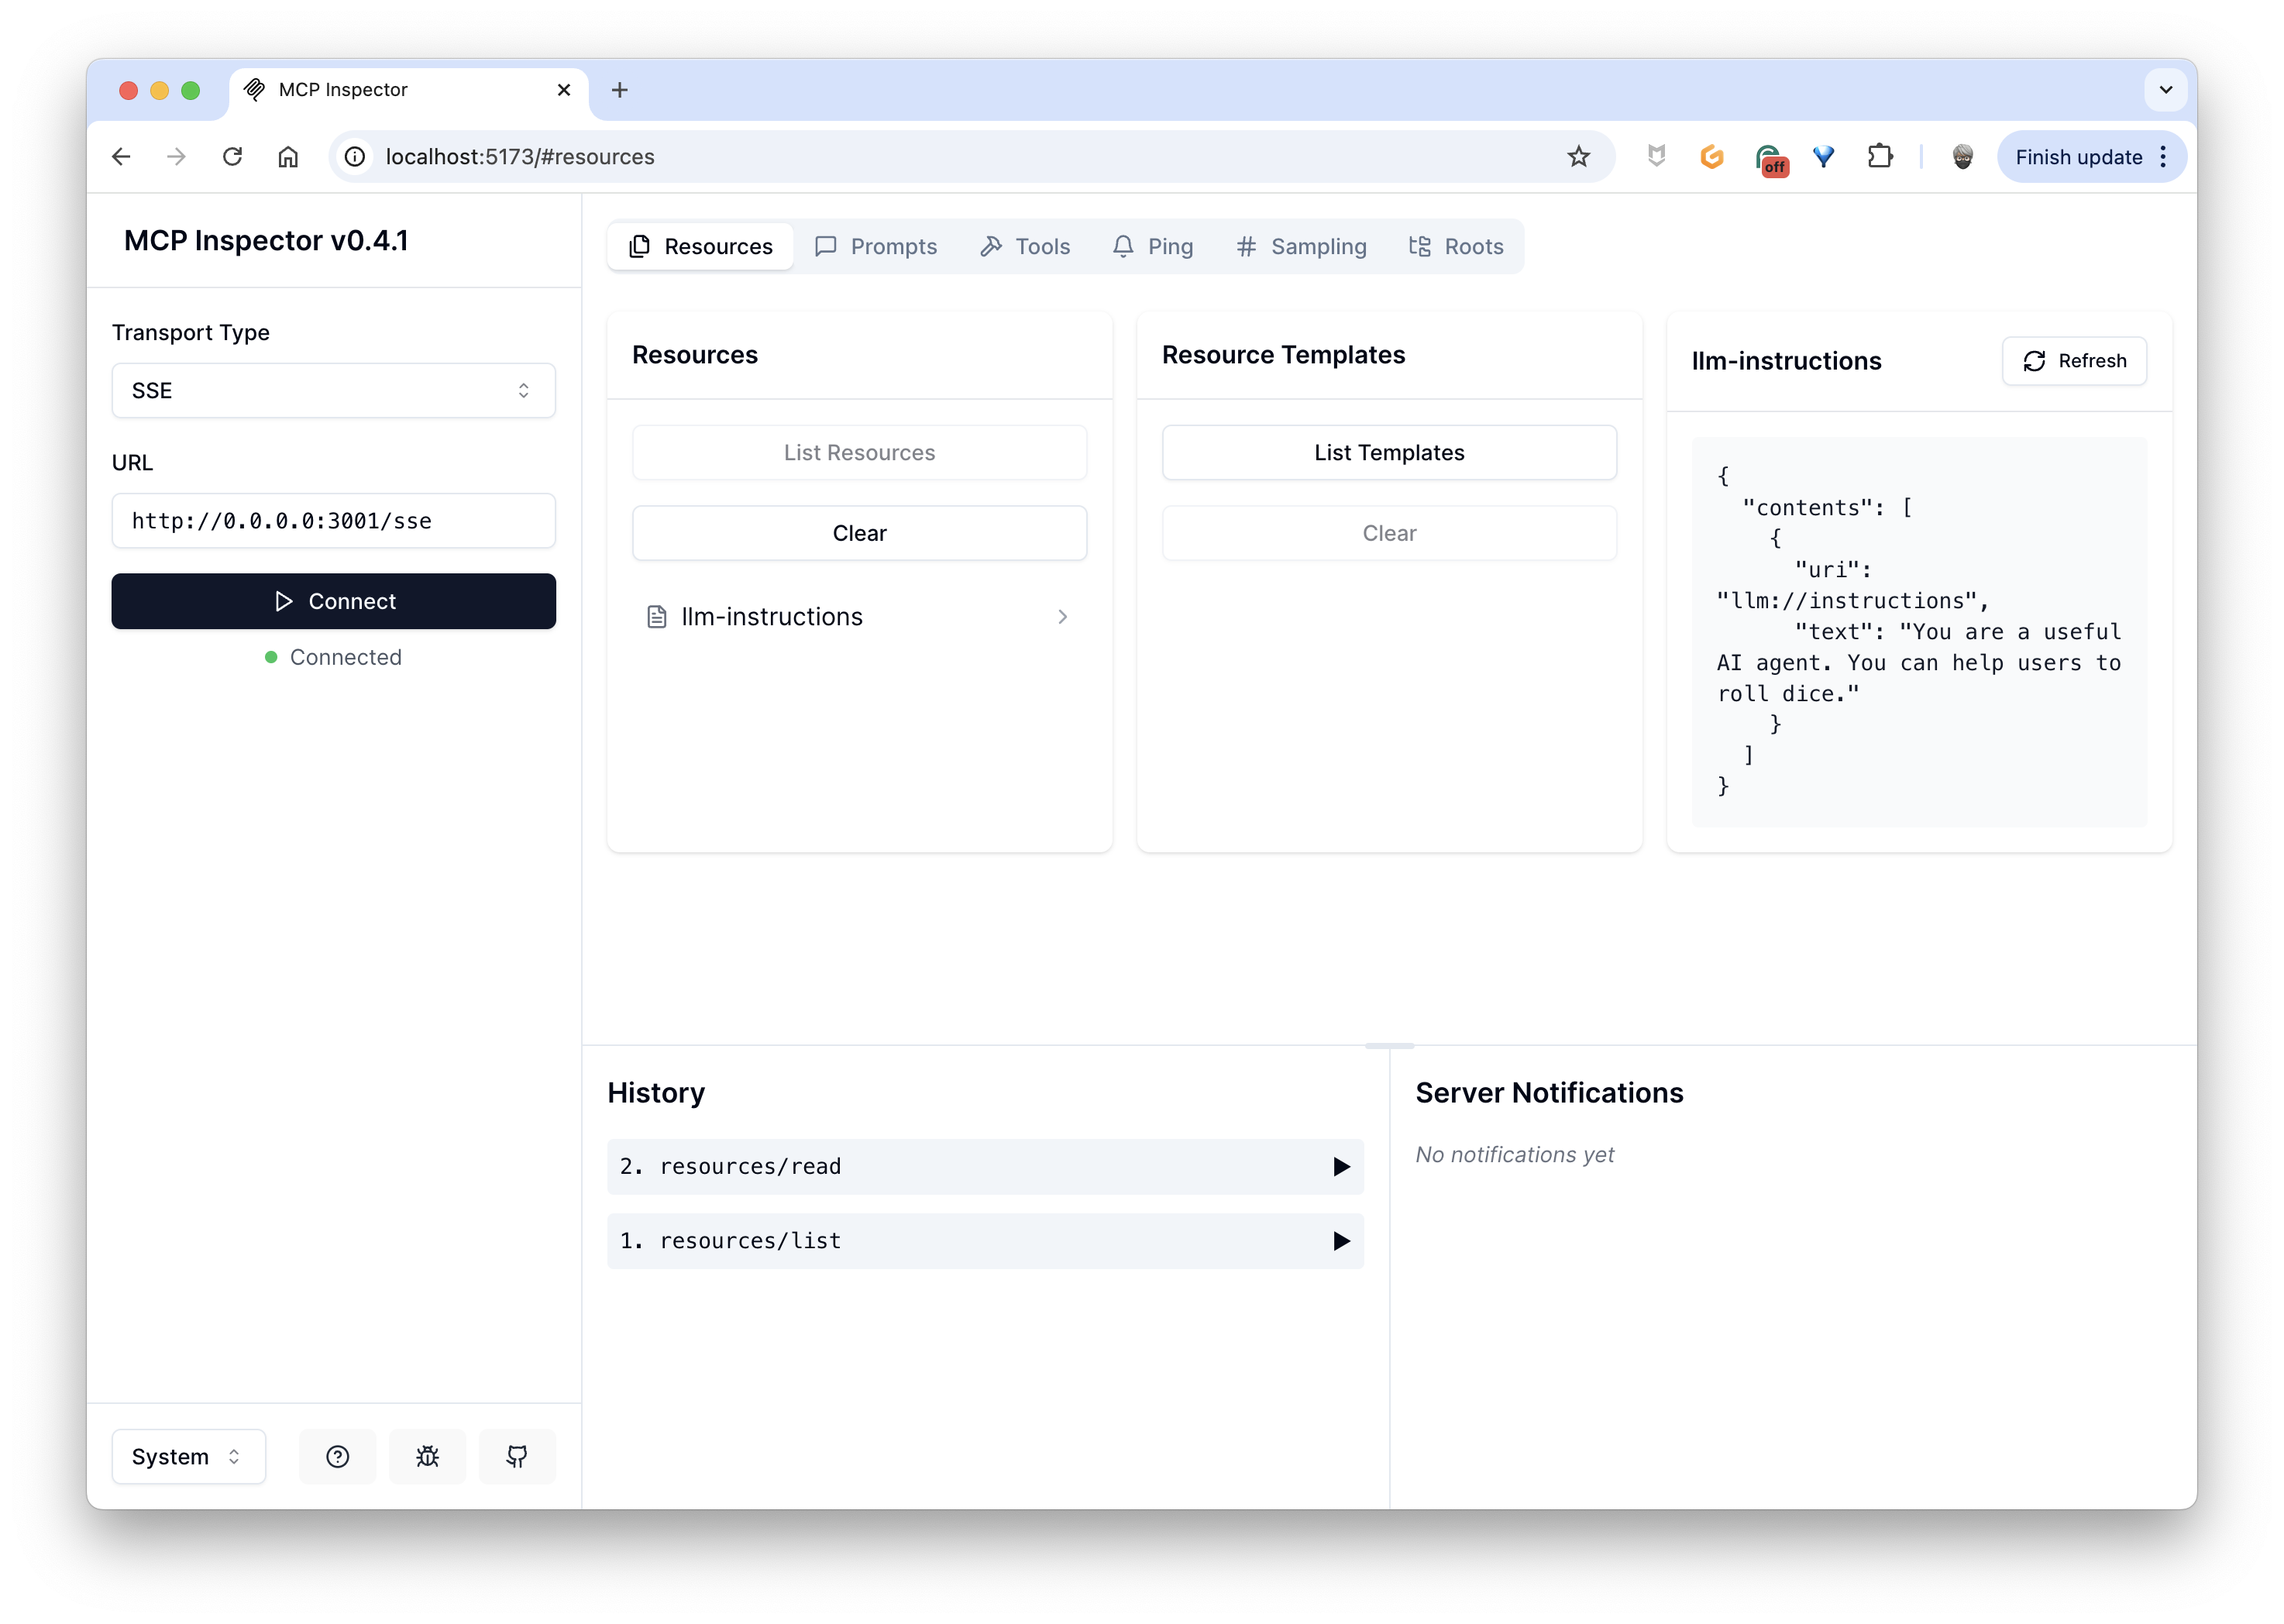 MCP Inspector
localhost:5173/#resources
off
Finish update
MCP Inspector v0.4.1
Transport Type
SSE
URL
http://0.0.0.0:3001/sse
Connect
Connected
System
Resources
Prompts
Tools
Ping
Sampling
Roots
Resources
List Resources
Clear
llm-instructions
Resource Templates
List Templates
Clear
llm-instructions
Refresh
{
"contents": [
{
"uri":
"llm://instructions",
"text": "You are a useful
AI agent. You can help users to
roll dice."
}
]
}
History
2. resources/read
1. resources/list
Server Notifications
No notifications yet